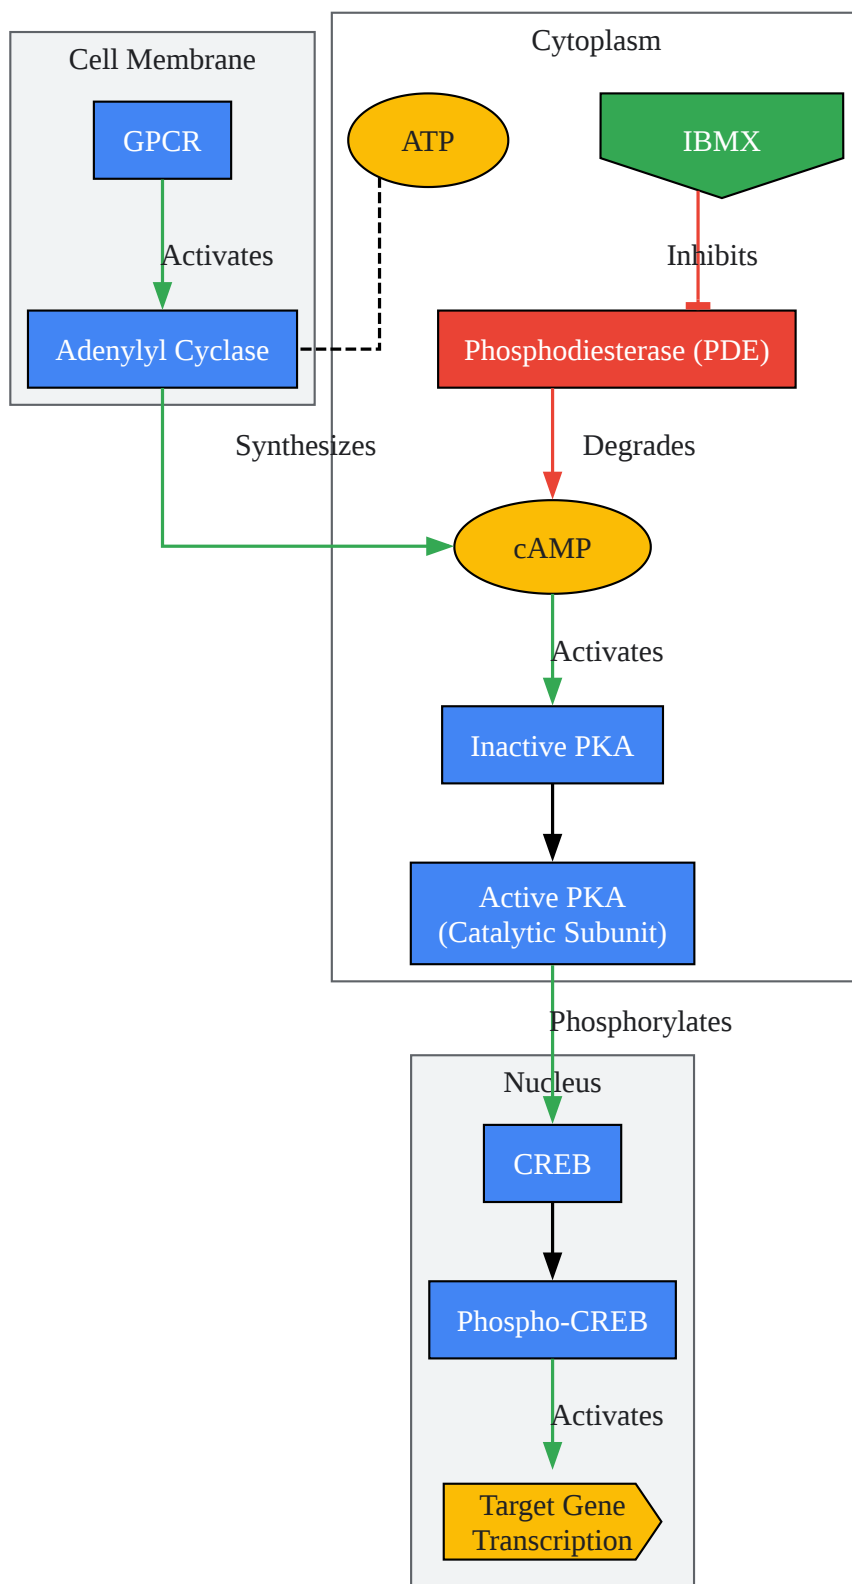 Cell Membrane
GPCR
Activates
Adenylyl Cyclase
Synthesizes
Cytoplasm
ATP
IBMX
Inhibits
Phosphodiesterase (PDE)
Degrades
cAMP
Activates
Inactive PKA
Active PKA
(Catalytic Subunit)
Phosphorylates
Nucleus
CREB
Phospho-CREB
Activates
Target Gene
Transcription